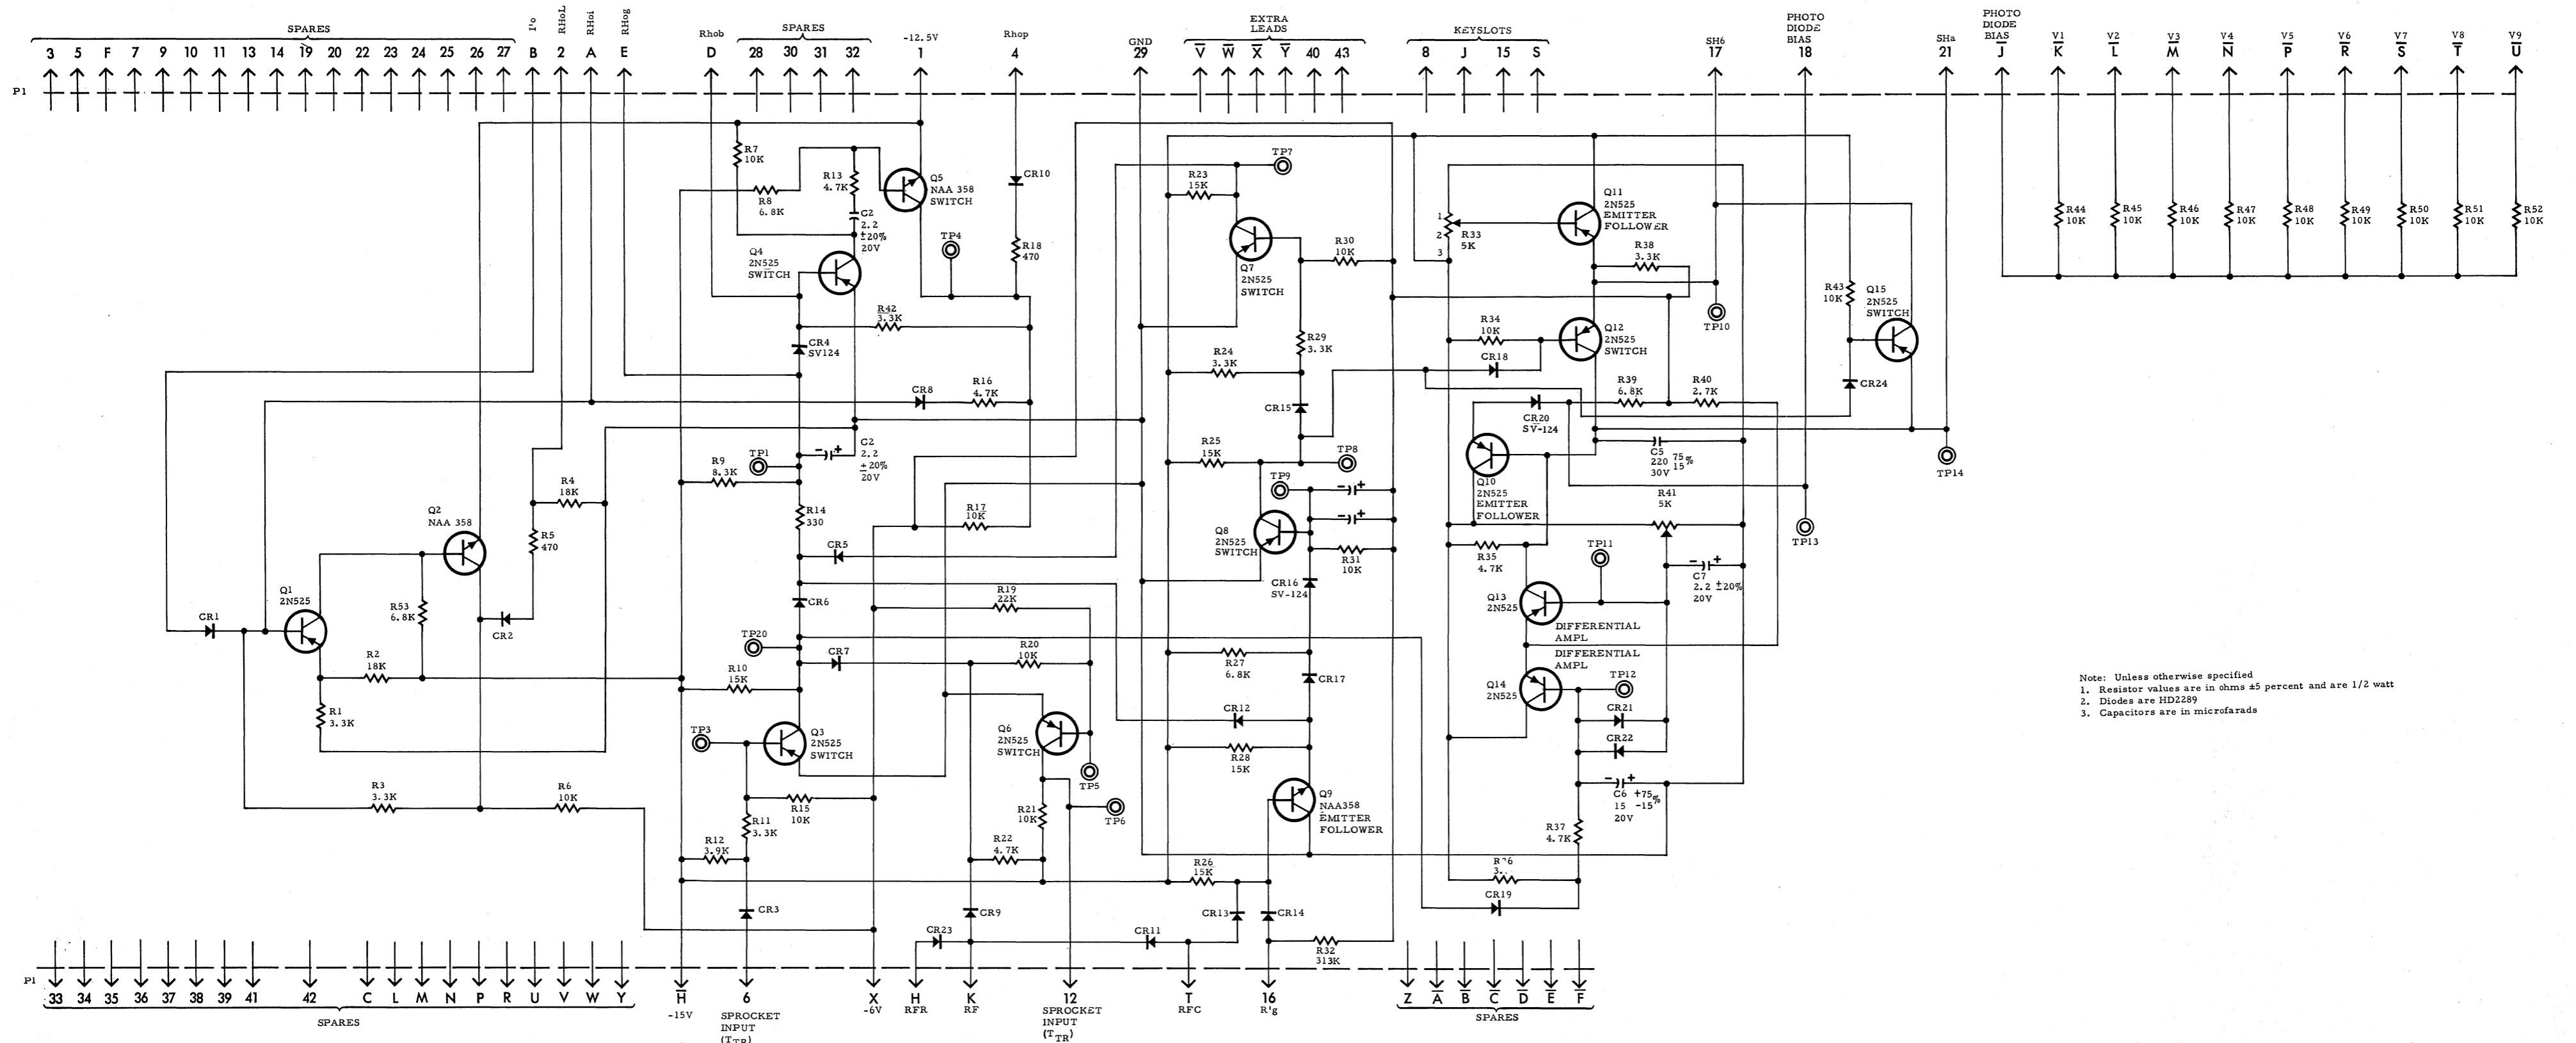 SPARES
3 5 F 7 9 10 11 13 14 19 20 22 23 24 25 26 27
I'o
B
RHoL
2
RHoi
A
RHog
E
Rhob
D
SPARES
28 30 31 32
-12.5V
1
Rhop
4
GND
29
EXTRA
LEADS
V W X Y 40 43
KEYSLOTS
8 J 15 S
SH6
17
PHOTO
DIODE
BIAS
18
SHa
21
PHOTO
DIODE
BIAS
J
V1
K
V2
L
V3
M
V4
N
V5
P
V6
R
V7
S
V8
T
V9
U
P1
R7
10K
R8
6.8K
R13
4.7K
C2
2.2
±20%
20V
Q5
NAA 358
SWITCH
CR10
TP4
R18
470
Q4
2N525
SWITCH
R42
3.3K
CR4
SV124
CR8
R16
4.7K
TP1
R9
8.3K
C2
2.2
±20%
20V
R14
330
R17
10K
CR5
CR6
R19
22K
TP20
CR7
R20
10K
R10
15K
TP3
Q3
2N525
SWITCH
Q6
2N525
SWITCH
TP5
R15
10K
R11
3.3K
R12
3.9K
R21
10K
R22
4.7K
TP6
CR3
CR9
CR23
CR11
Q2
NAA 358
R4
18K
R5
470
Q1
2N525
R53
6.8K
CR1
CR2
R2
18K
R1
3.3K
R3
3.3K
R6
10K
TP7
R23
15K
Q7
2N525
SWITCH
R30
10K
R29
3.3K
R24
3.3K
CR15
R25
15K
TP8
TP9
- +
- +
Q8
2N525
SWITCH
R31
10K
CR16
SV-124
R27
6.8K
CR17
CR12
R28
15K
Q9
NAA358
EMITTER
FOLLOWER
R26
15K
CR13
CR14
R32
313K
1
2
3
R33
5K
Q11
2N525
EMITTER
FOLLOWER
R38
3.3K
TP10
R34
10K
CR18
Q12
2N525
SWITCH
R39
6.8K
R40
2.7K
CR20
SV-124
C5
220 75%
30V 15
Q10
2N525
EMITTER
FOLLOWER
R41
5K
R35
4.7K
TP11
C7
2.2 ±20%
20V
Q13
2N525
DIFFERENTIAL
AMPL
DIFFERENTIAL
AMPL
Q14
2N525
TP12
CR21
CR22
C6 +75%
15 -15%
20V
R37
4.7K
CR19
R43
10K
Q15
2N525
SWITCH
CR24
TP14
TP13
R44
10K
R45
10K
R46
10K
R47
10K
R48
10K
R49
10K
R50
10K
R51
10K
R52
10K
Note: Unless otherwise specified
1. Resistor values are in ohms ±5 percent and are 1/2 watt
2. Diodes are HD2289
3. Capacitors are in microfarads
P1
33 34 35 36 37 38 39 41 42 C L M N P R U V W Y
SPARES
H
-15V
6
SPROCKET
INPUT
(TTR)
X
-6V
H
RFR
K
RF
12
SPROCKET
INPUT
(TTR)
T
RFC
16
R'g
Z A B C D E F
SPARES